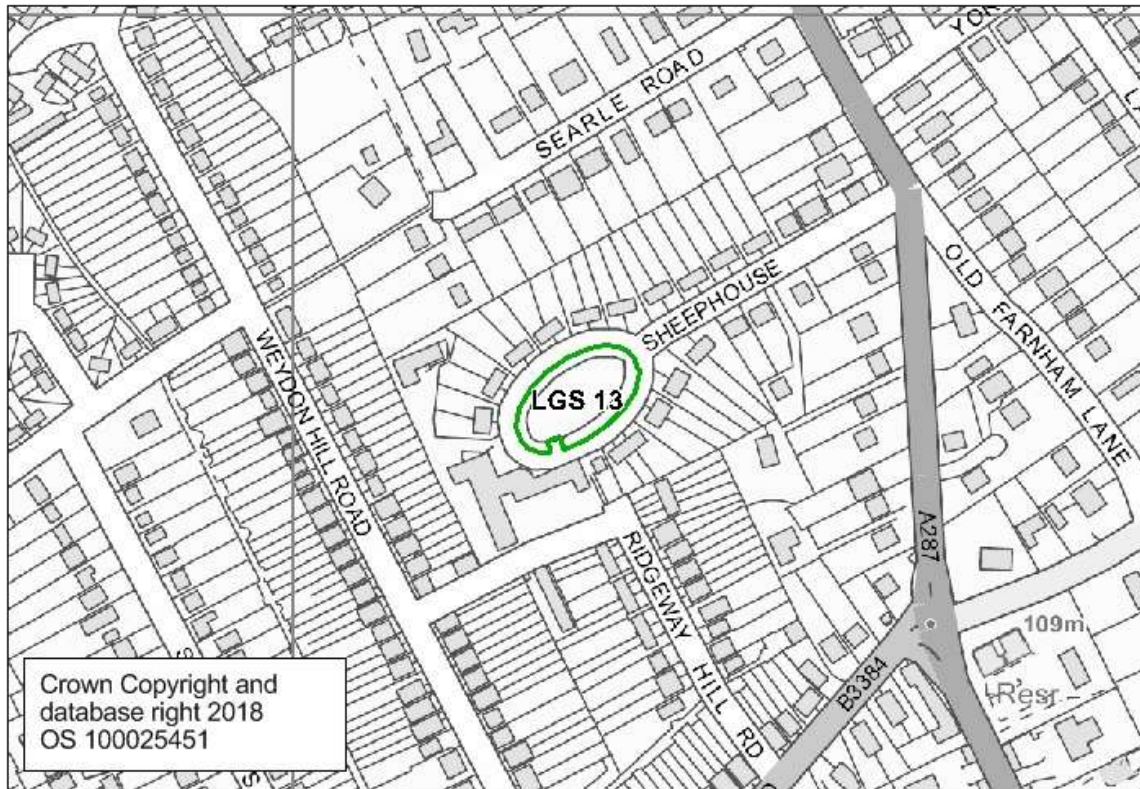 YOR
SEARLE ROAD
SHEEPHOUSE
OLD FARNHAM LANE
WEYDON HILL ROAD
LGS 13
A287
RIDGEWAY HILL RD
109m
B3384
Resr
Crown Copyright and
database right 2018
OS 100025451